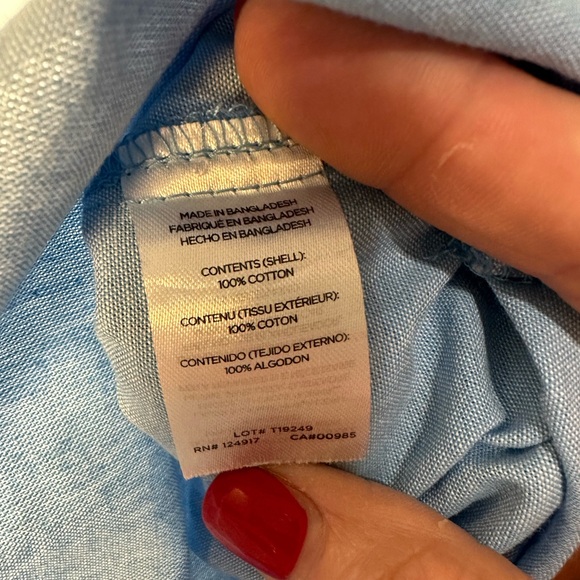 MADE IN BANGLADESH
FABRIQUÉ EN BANGLADESH
HECHO EN BANGLADESH
CONTENTS (SHELL):
100% COTTON
CONTENU (TISSU EXTÉRIEUR):
100% COTON
CONTENIDO (TEJIDO EXTERNO):
100% ALGODON
LOT# T19249
RN# 124917 CA#00985